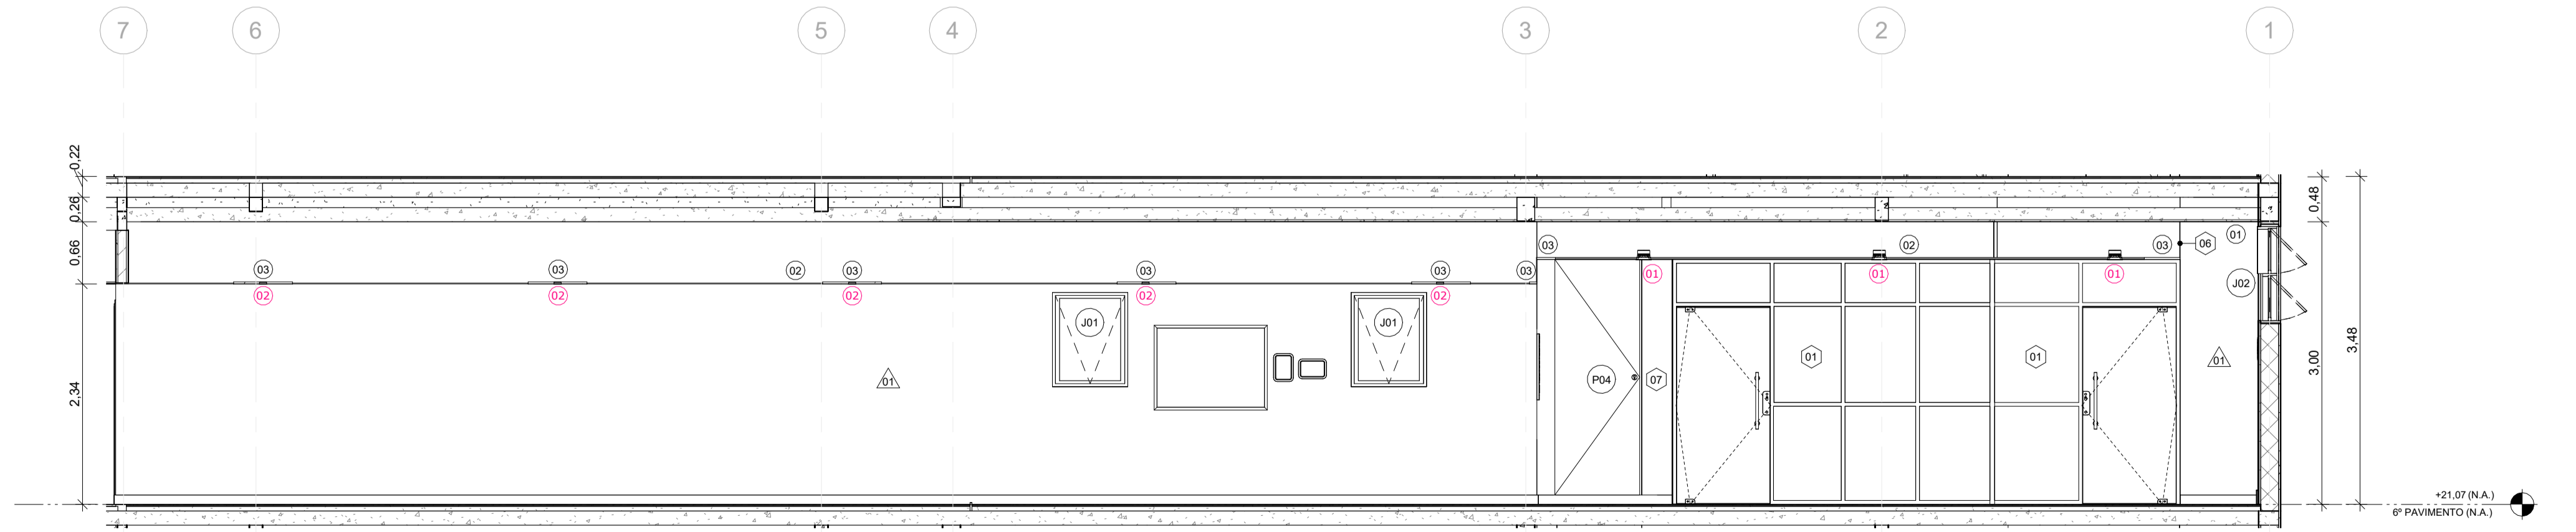 7 6 5 4 3 2 1
0,22
0,26
0,66
2,34
0,48
3,48
3,00
03 02 06 03 01
03 03 02 03 03 03 03
02 02 02 02 02 01 01 01
J02
J01 J01
01 01 01 01
P04 07
+21,07 (N.A.)
6º PAVIMENTO (N.A.)